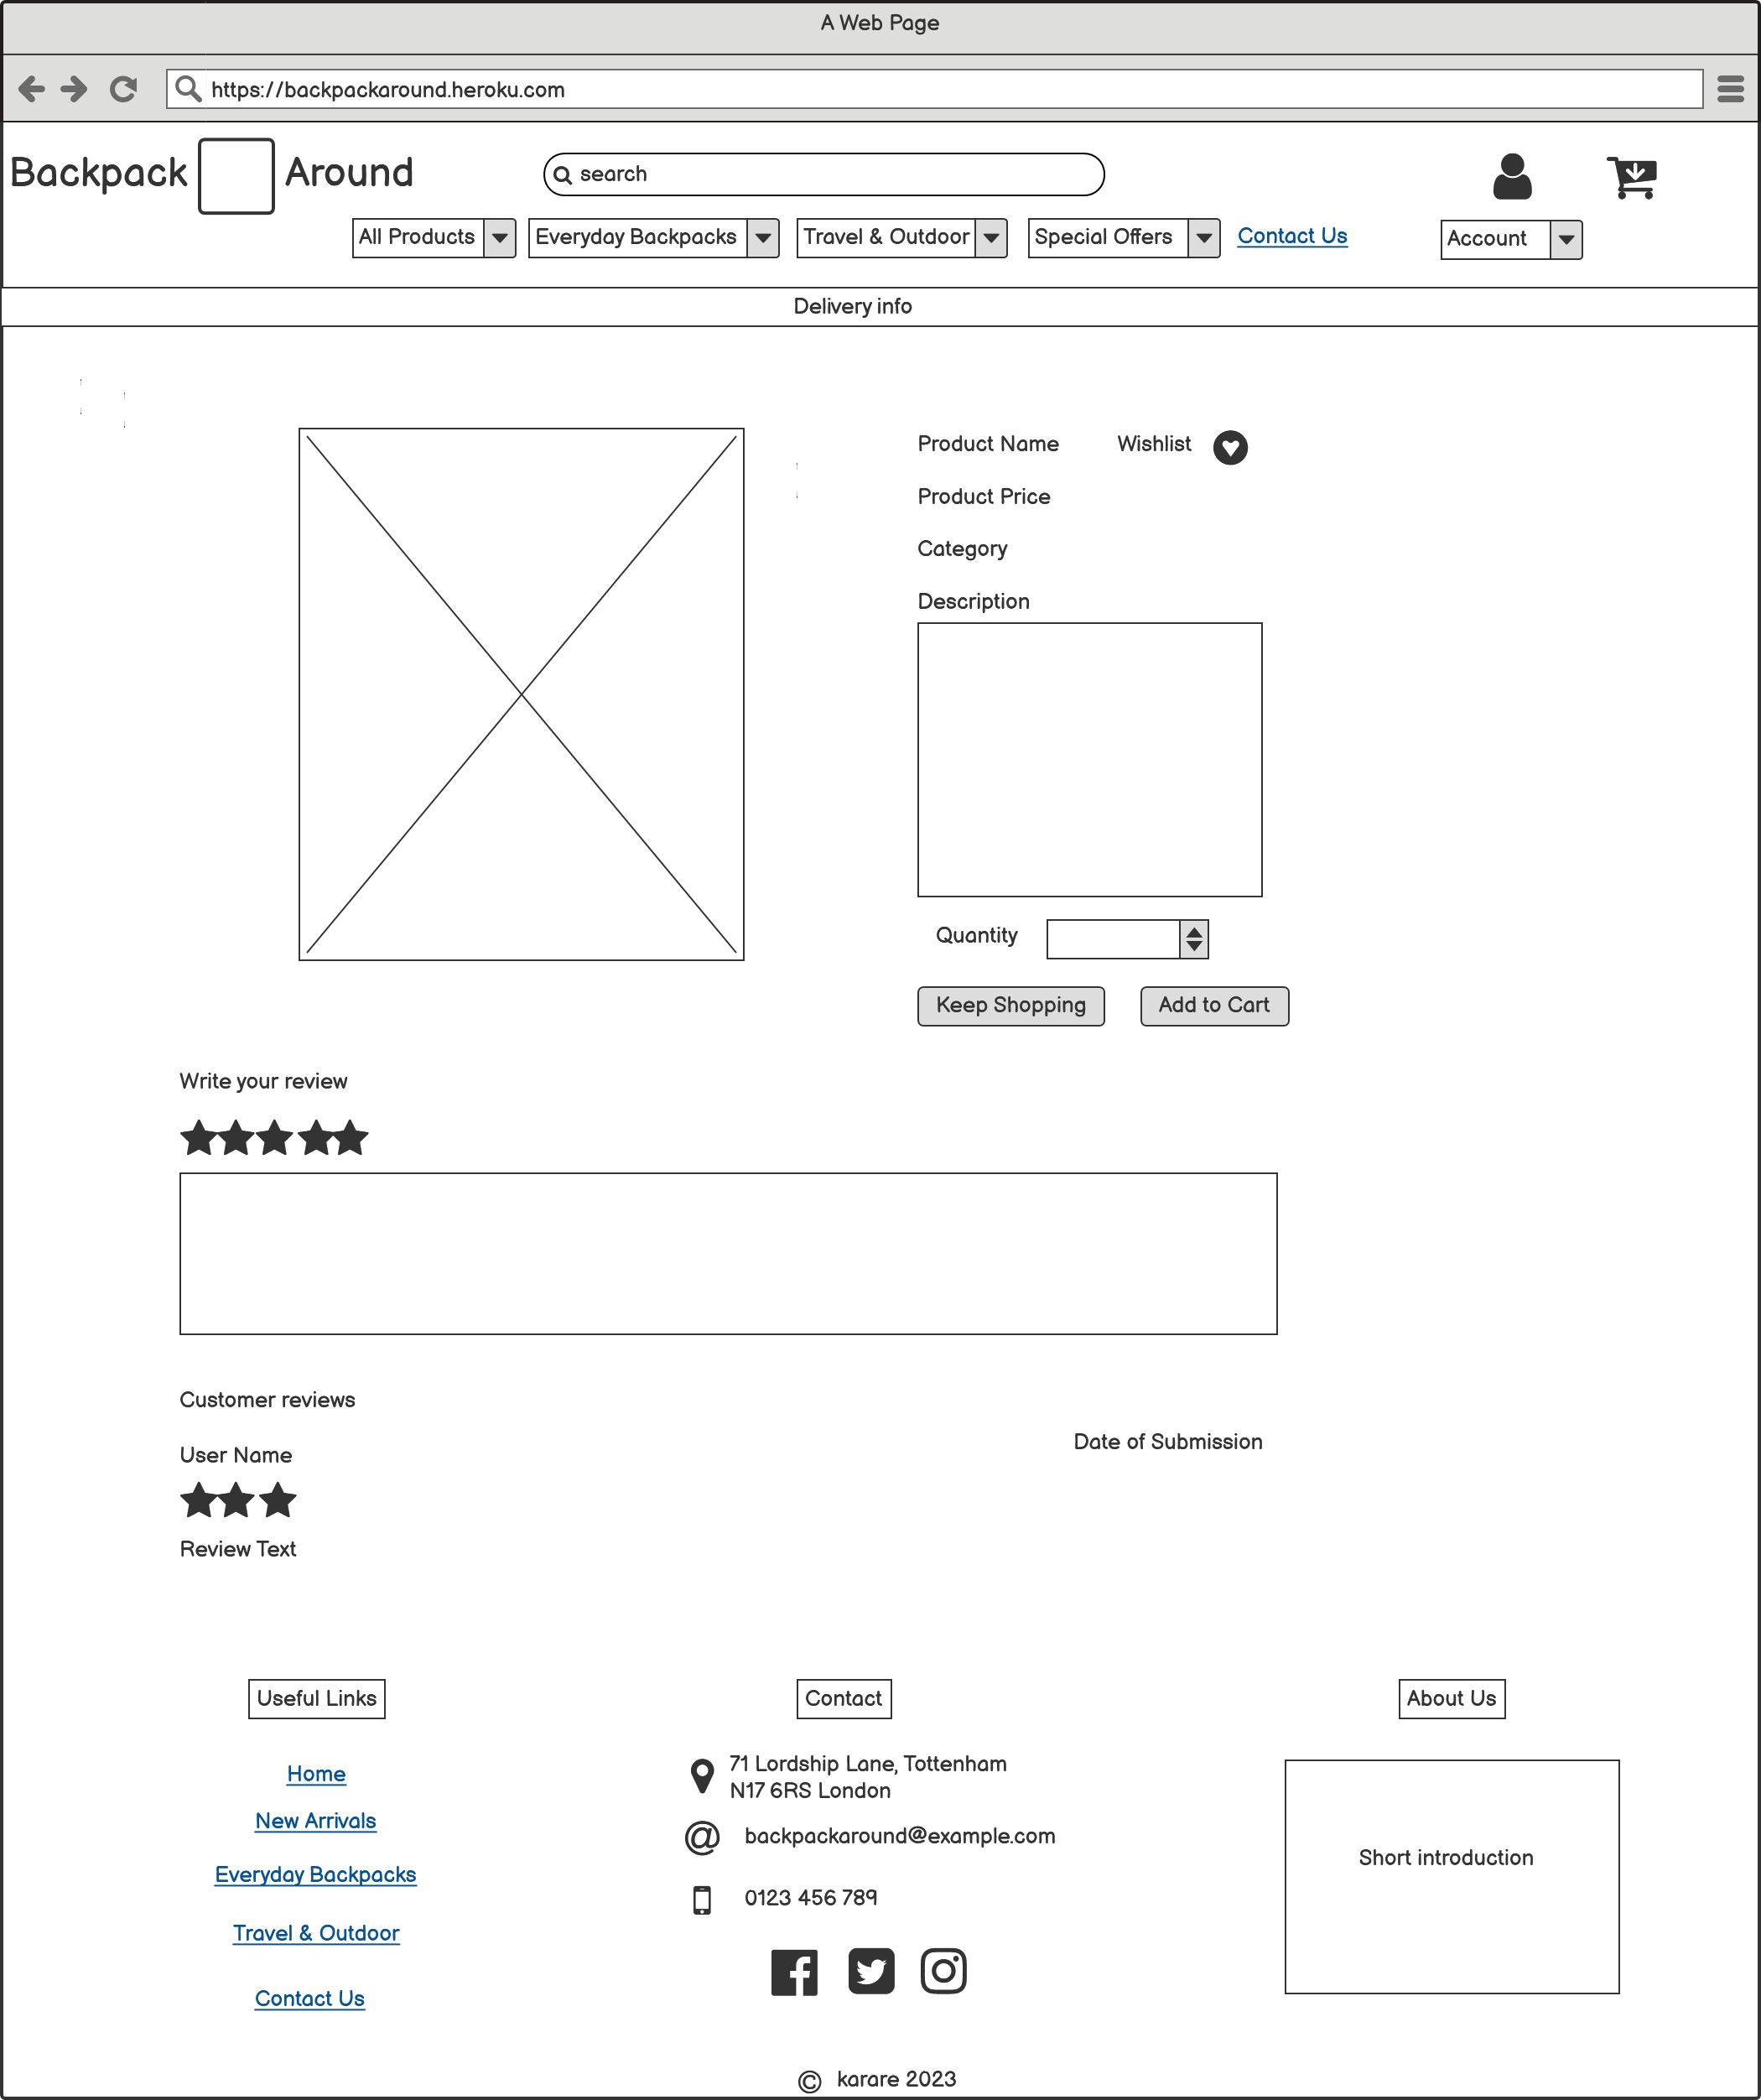 A Web Page
https://backpackaround.heroku.com
Backpack Around
search
All Products
Everyday Backpacks
Travel & Outdoor
Special Offers
Contact Us
Account
Delivery info
Product Name
Wishlist
Product Price
Category
Description
Quantity
Keep Shopping
Add to Cart
Write your review
Customer reviews
Date of Submission
User Name
Review Text
Useful Links
Home
New Arrivals
Everyday Backpacks
Travel & Outdoor
Contact Us
Contact
71 Lordship Lane, Tottenham
N17 6RS London
@ backpackaround@example.com
0123 456 789
About Us
Short introduction
© karare 2023